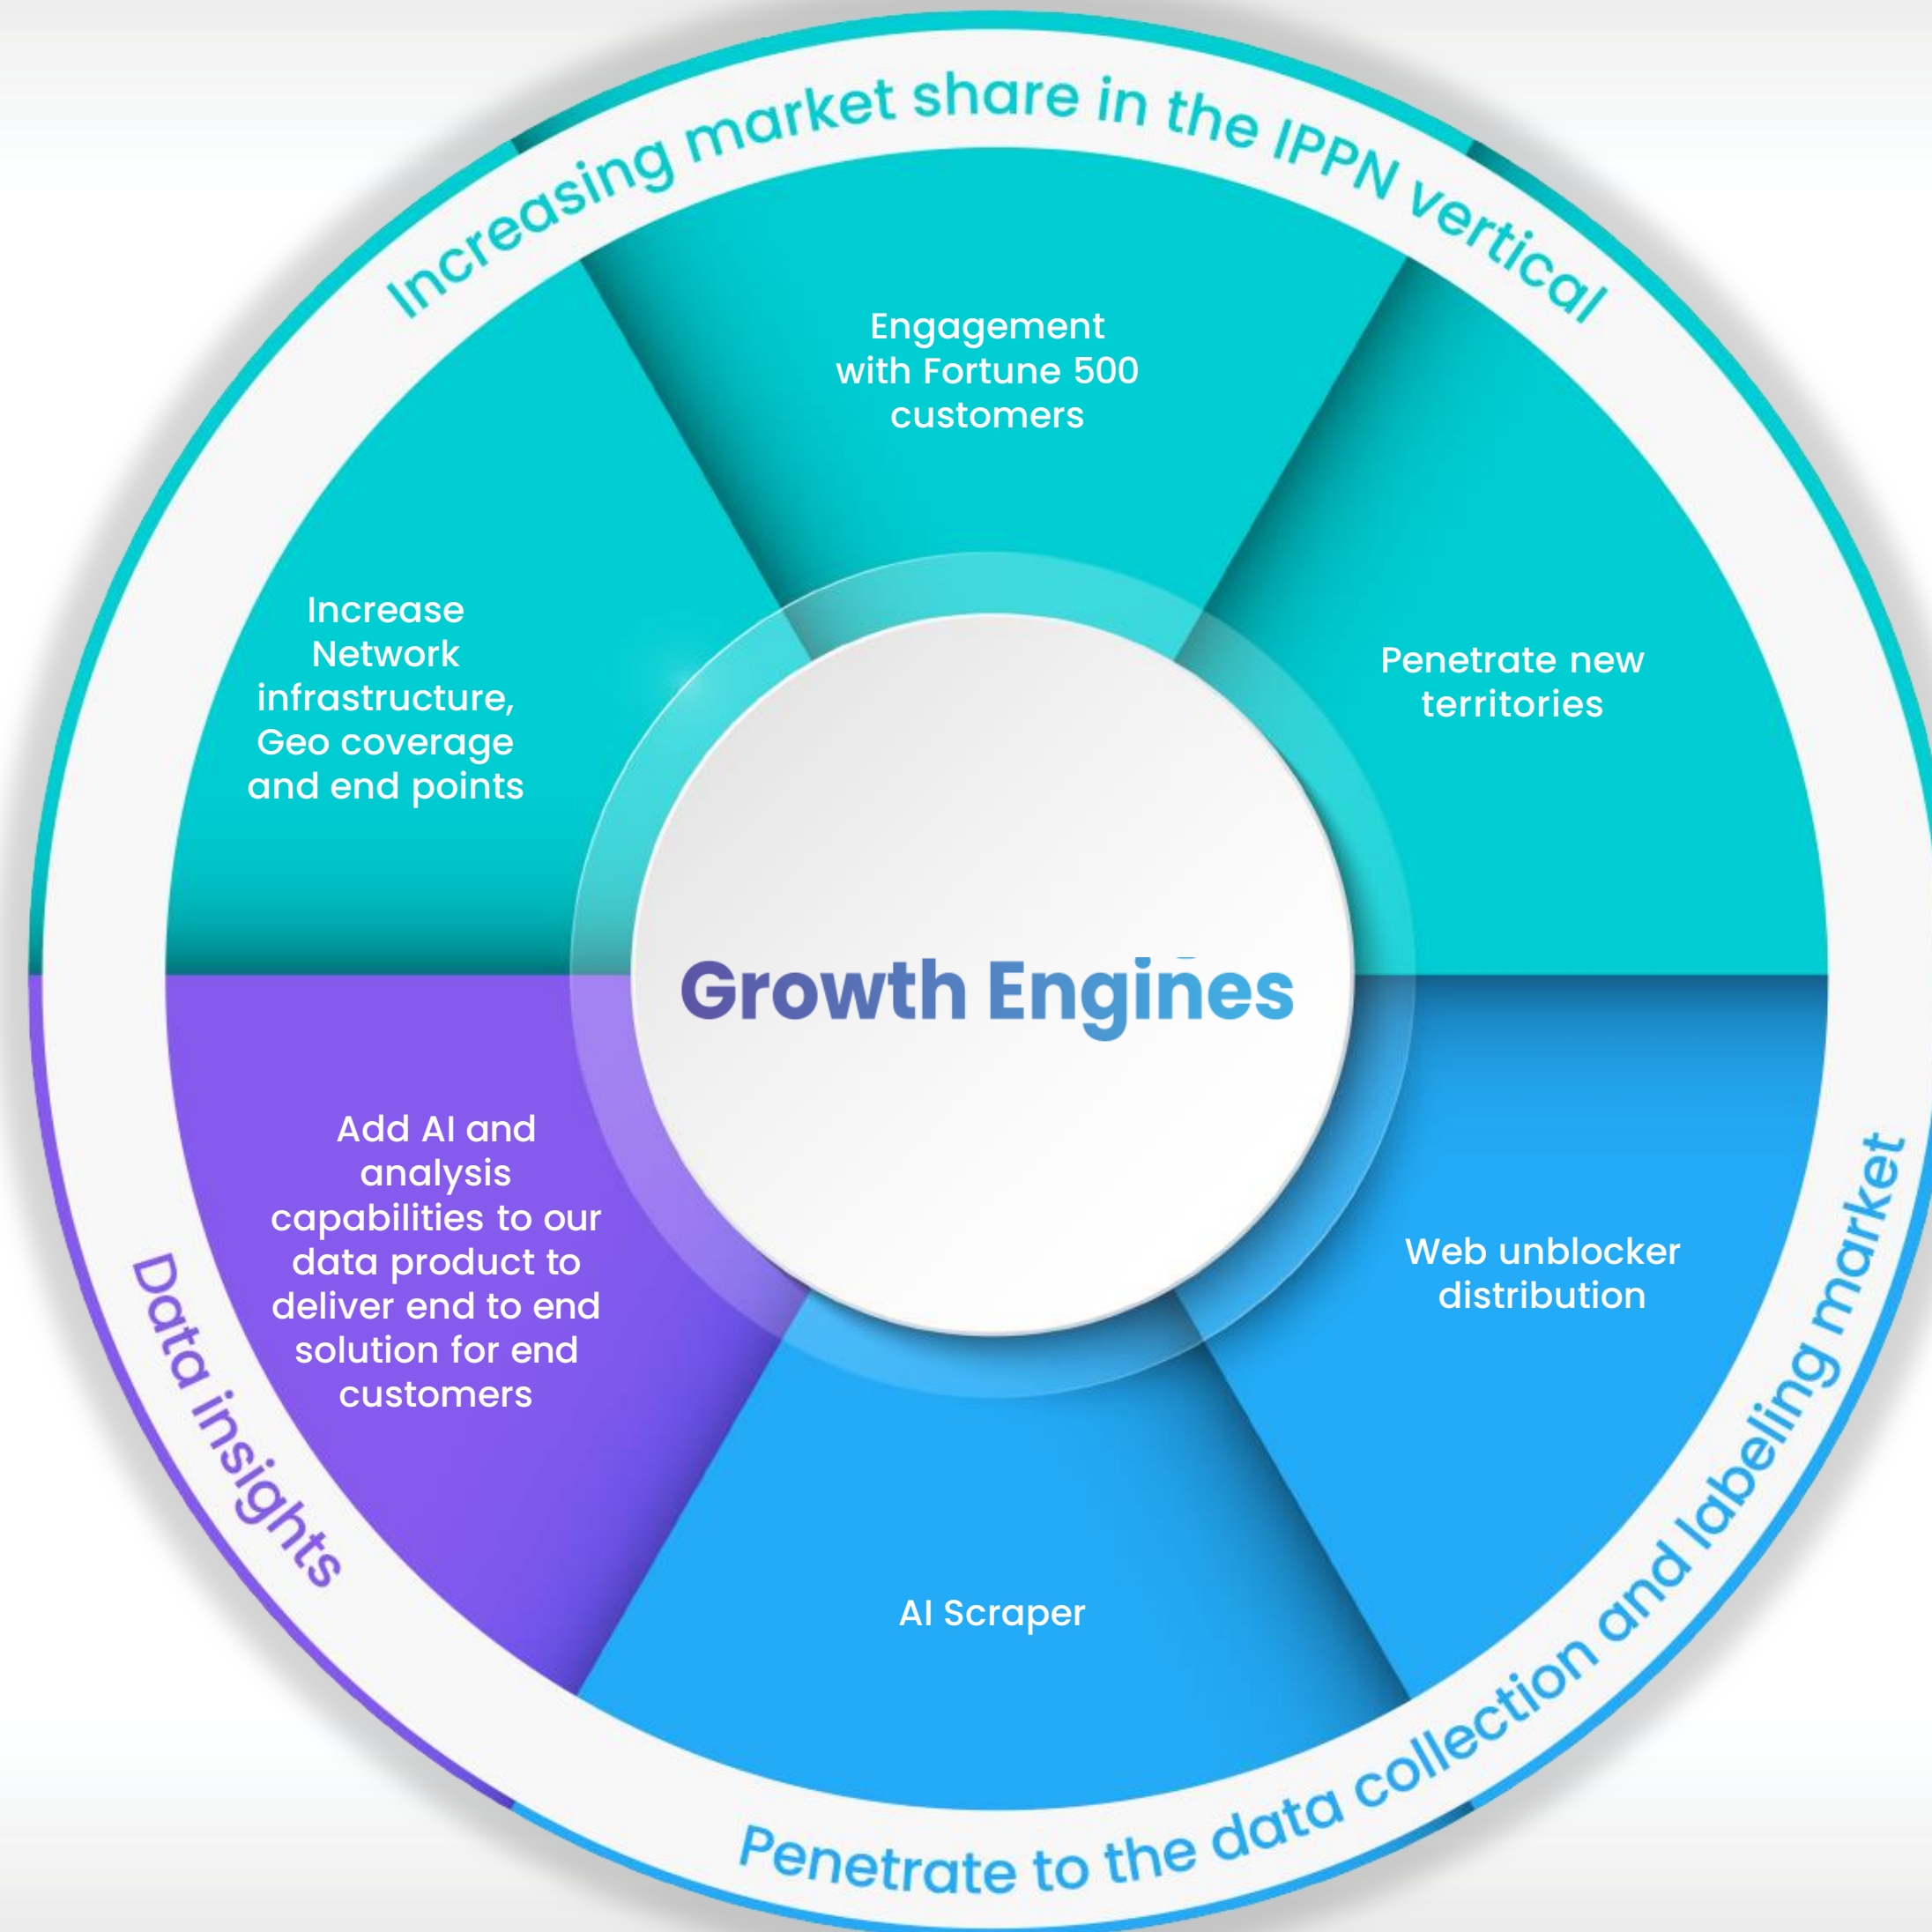 Increasing market share in the IPPN vertical
Engagement
with Fortune 500
customers
Increase
Network
infrastructure,
Geo coverage
and end points
Penetrate new
territories
Growth Engines
Add AI and
analysis
capabilities to our
data product to
deliver end to end
solution for end
customers
Web unblocker
distribution
AI Scraper
Data insights
Penetrate to the data collection and labeling market